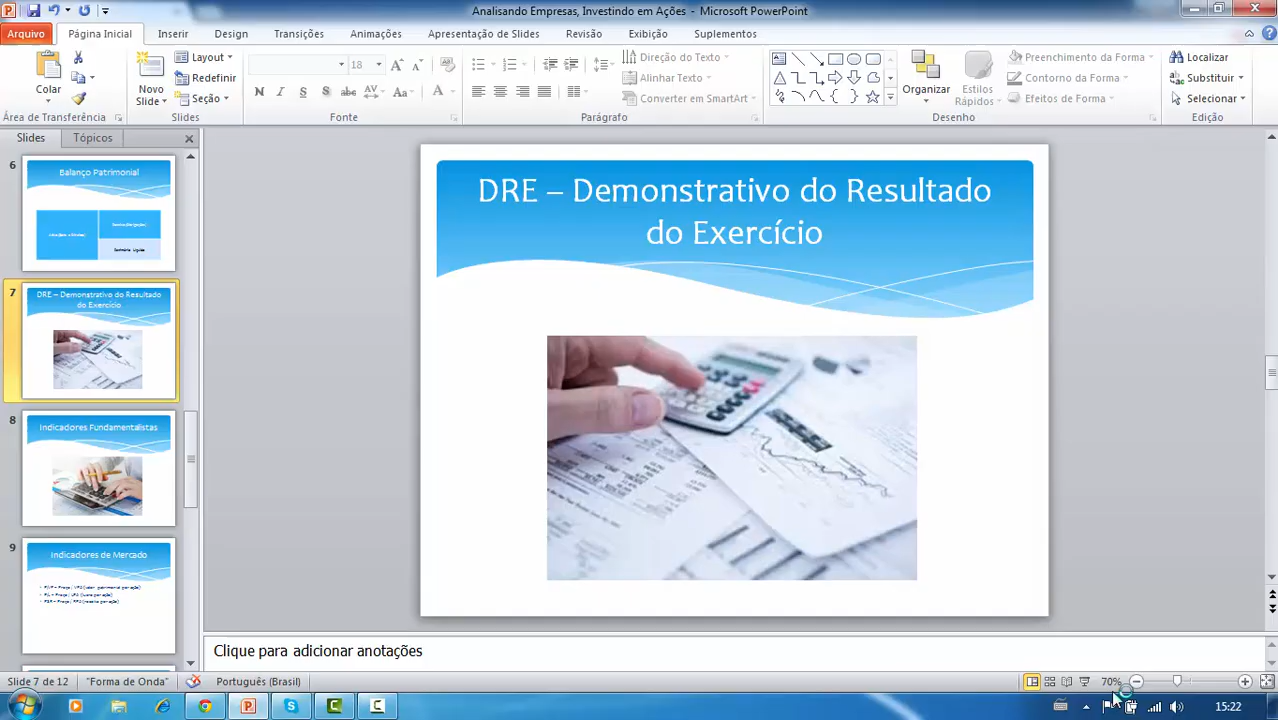 Analisando Empresas, Investindo em Ações - Microsoft PowerPoint
Arquivo Página Inicial Inserir Design Transições Animações Apresentação de Slides Revisão Exibição Suplementos
Colar
Área de Transferência
Novo Slide
Layout
Redefinir
Seção
Slides
18
Fonte
Direção do Texto
Alinhar Texto
Converter em SmartArt
Parágrafo
Organizar
Estilos Rápidos
Preenchimento da Forma
Contorno da Forma
Efeitos de Forma
Desenho
Localizar
Substituir
Selecionar
Edição
Slides Tópicos
6
Balanço Patrimonial
7
DRE – Demonstrativo do Resultado
do Exercício
8
Indicadores Fundamentalistas
9
Indicadores de Mercado
DRE – Demonstrativo do Resultado
do Exercício
Clique para adicionar anotações
Slide 7 de 12 "Forma de Onda" Português (Brasil) 70%
15:22